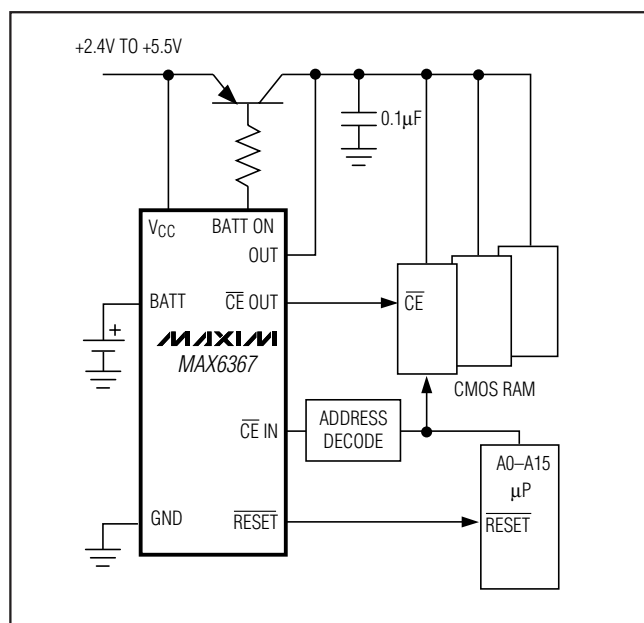 +2.4V TO +5.5V
0.1μF
VCC
BATT ON
OUT
BATT
CE OUT
CE
MAXIM
MAX6367
CMOS RAM
CE IN
ADDRESS
DECODE
A0–A15
μP
GND
RESET
RESET